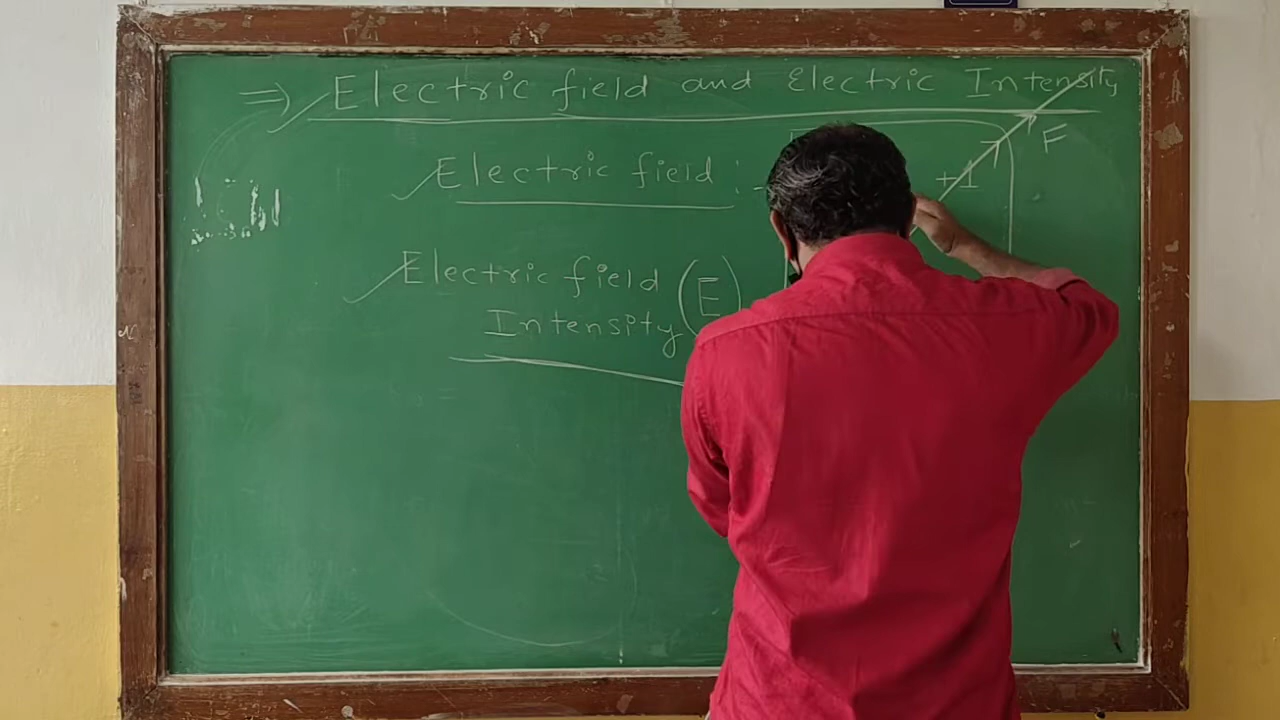 ⇒ Electric field and Electric Intensity
F
Electric field :-
+1
Electric field
Intensity (E)